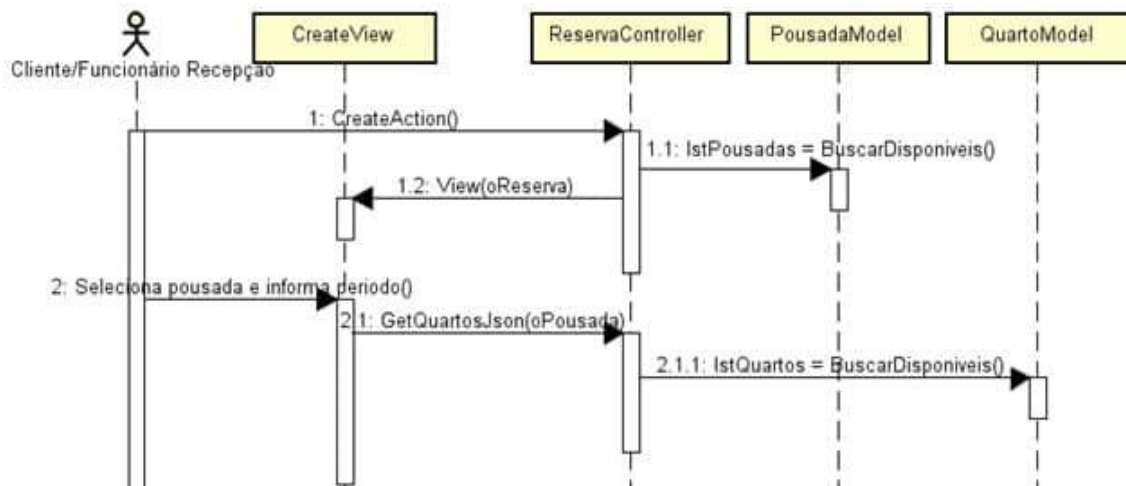 CreateView
ReservaController
PousadaModel
QuartoModel
Cliente/Funcionário Recepção
1: CreateAction()
1.1: lstPousadas = BuscarDisponiveis()
1.2: View(oReserva)
2: Seleciona pousada e informa periodo()
2.1: GetQuartosJson(oPousada)
2.1.1: lstQuartos = BuscarDisponiveis()